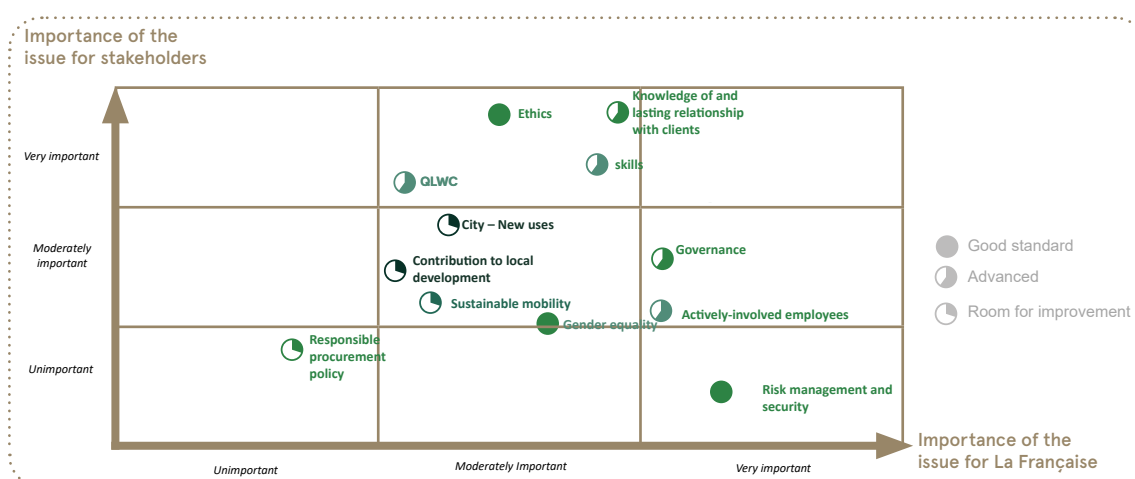 Importance of the
issue for stakeholders
Knowledge of and
lasting relationship
with clients
Ethics
Very important
skills
QLWC
City – New uses
Moderately
important
Governance
Contribution to local
development
Sustainable mobility
Actively-involved employees
Gender equality
Good standard
Advanced
Room for improvement
Responsible
procurement
policy
Unimportant
Risk management and
security
Importance of the
issue for La Française
Unimportant
Moderately Important
Very important